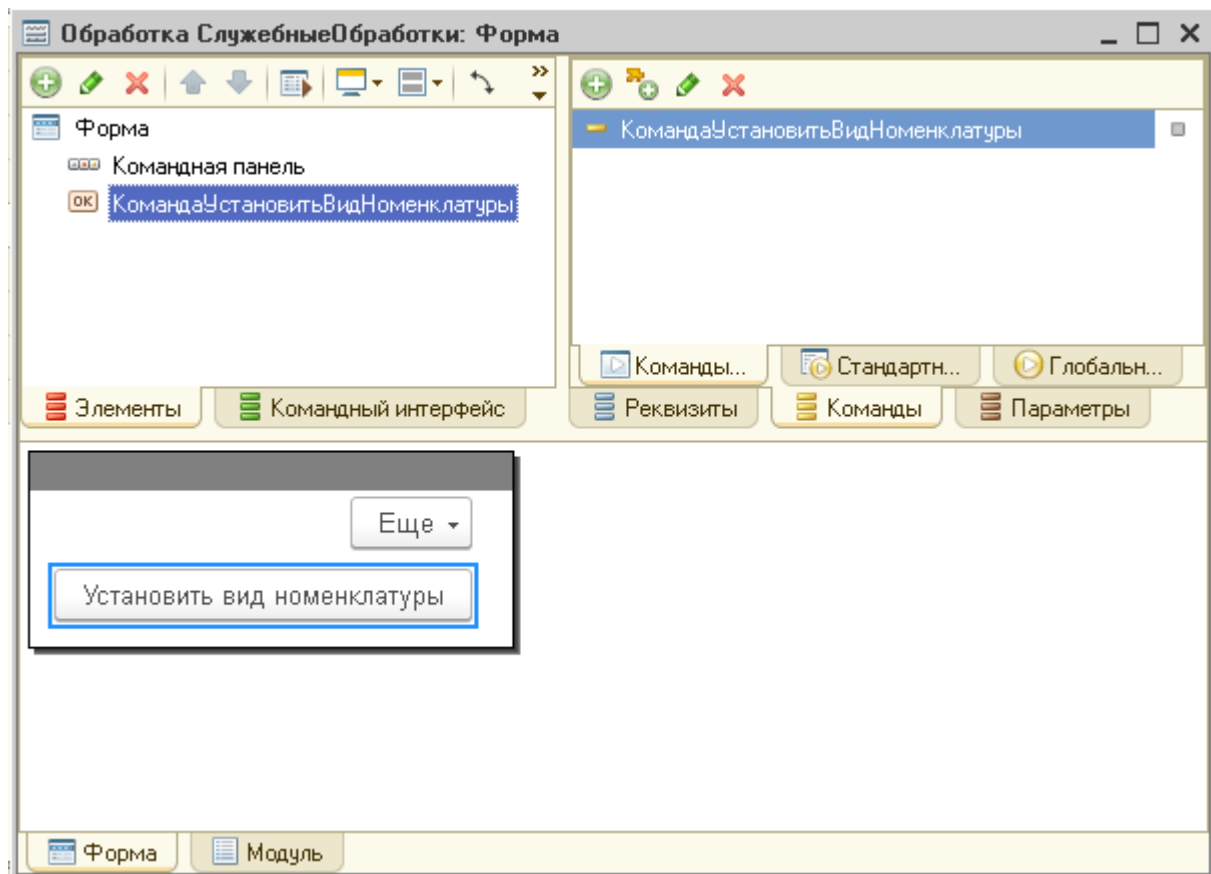 Обработка СлужебныеОбработки: Форма
Форма
Командная панель
OK КомандаУстановитьВидНоменклатуры
Элементы Командный интерфейс
КомандаУстановитьВидНоменклатуры
Команды... Стандартн... Глобальн...
Реквизиты Команды Параметры
Еще
Установить вид номенклатуры
Форма Модуль